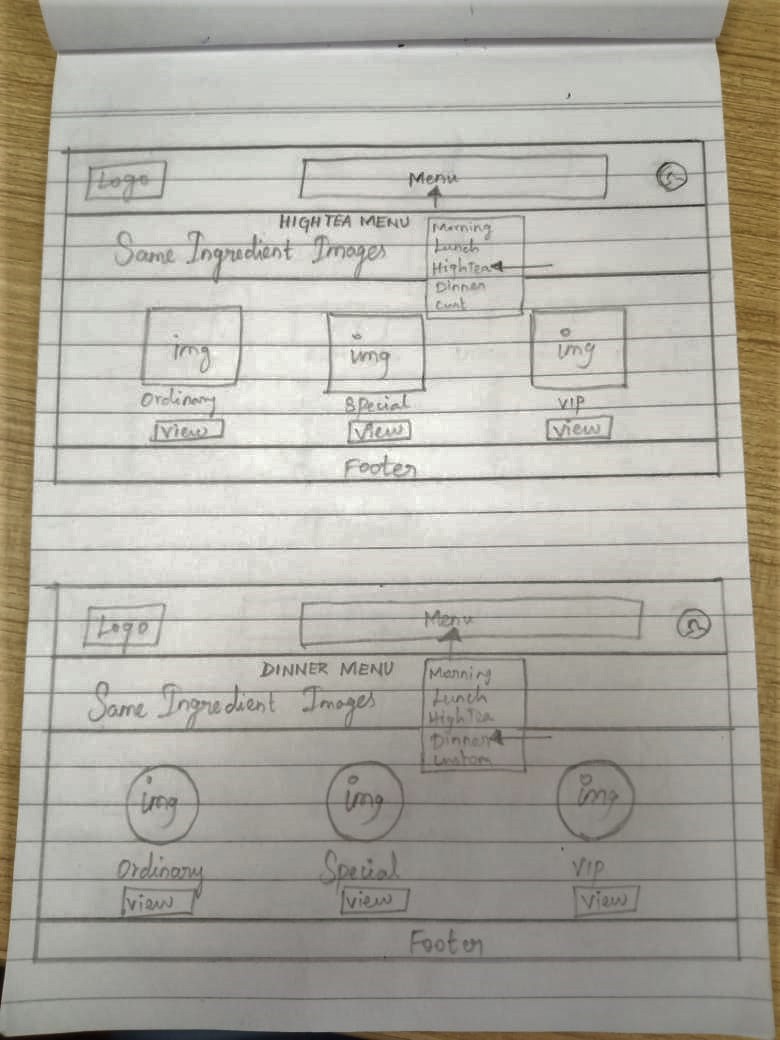 Logo
Menu
HIGHTEA MENU
Same Ingredient Images
Morning
Lunch
HighTea
Dinner
img
img
img
Ordinary
Special
VIP
View
View
View
Footer
Logo
Menu
DINNER MENU
Same Ingredient Images
Morning
Lunch
HighTea
Dinner
img
img
img
Ordinary
Special
VIP
View
View
View
Footer